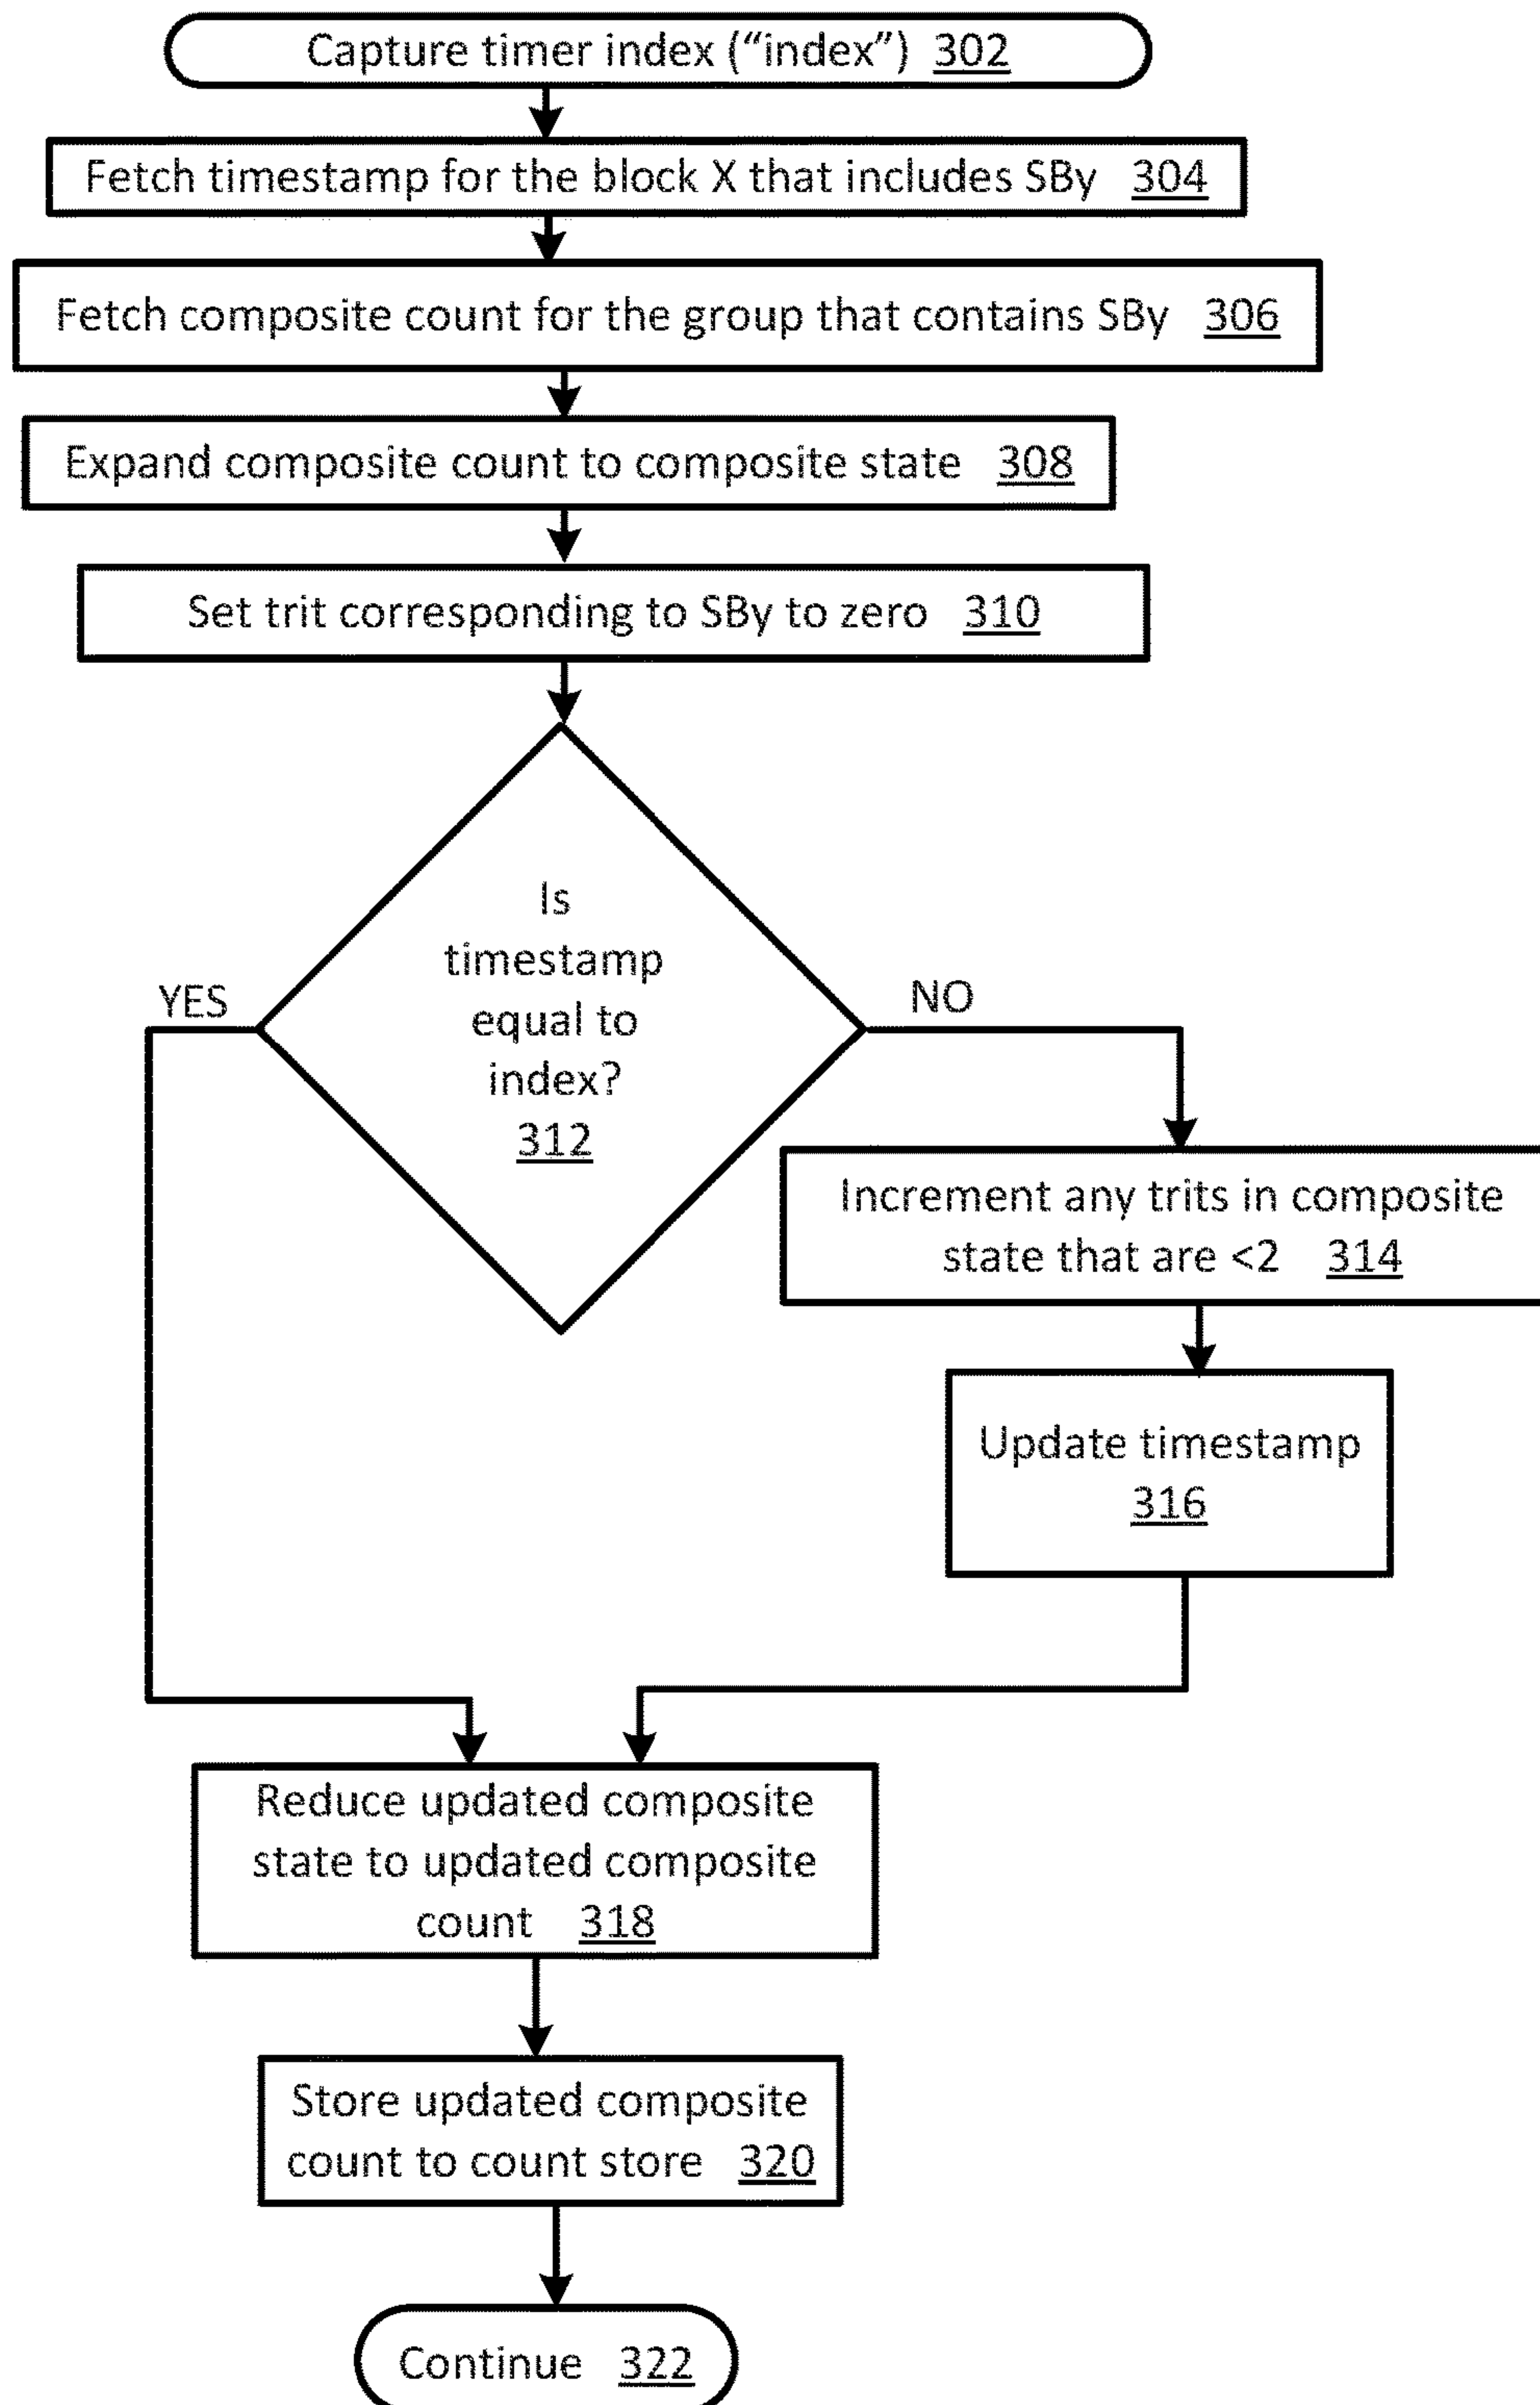 Capture timer index (“index”) 302
Fetch timestamp for the block X that includes SBy 304
Fetch composite count for the group that contains SBy 306
Expand composite count to composite state 308
Set trit corresponding to SBy to zero 310
Is
timestamp
equal to
index?
312
YES
NO
Increment any trits in composite
state that are <2 314
Update timestamp
316
Reduce updated composite
state to updated composite
count 318
Store updated composite
count to count store 320
Continue 322